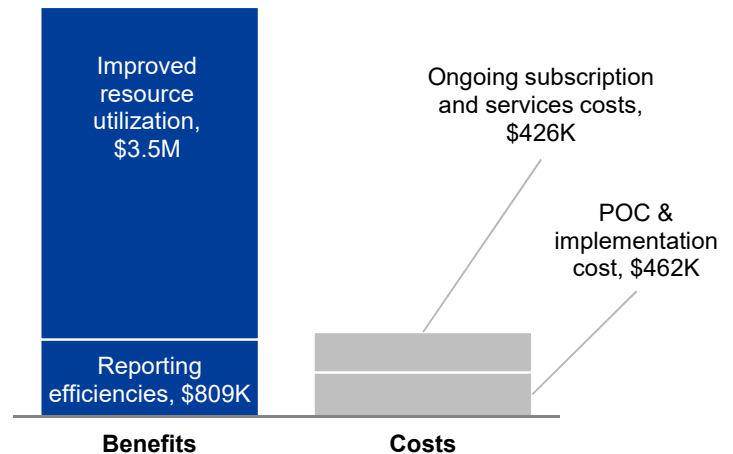 Improved
resource
utilization,
$3.5M
Reporting
efficiencies, $809K
Ongoing subscription
and services costs,
$426K
POC &
implementation
cost, $462K
Benefits
Costs